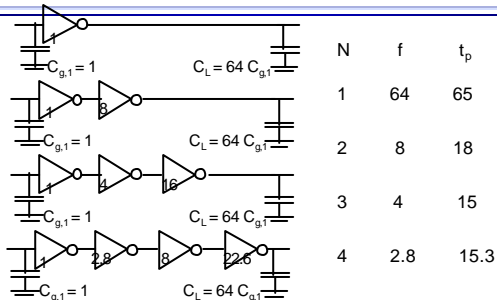 1
C_g,1 = 1 C_L = 64 C_g,1
1 8
C_g,1 = 1 C_L = 64 C_g,1
1 4 16
C_g,1 = 1 C_L = 64 C_g,1
1 2.8 8 22.6
C_g,1 = 1 C_L = 64 C_g,1
N f t_p
1 64 65
2 8 18
3 4 15
4 2.8 15.3